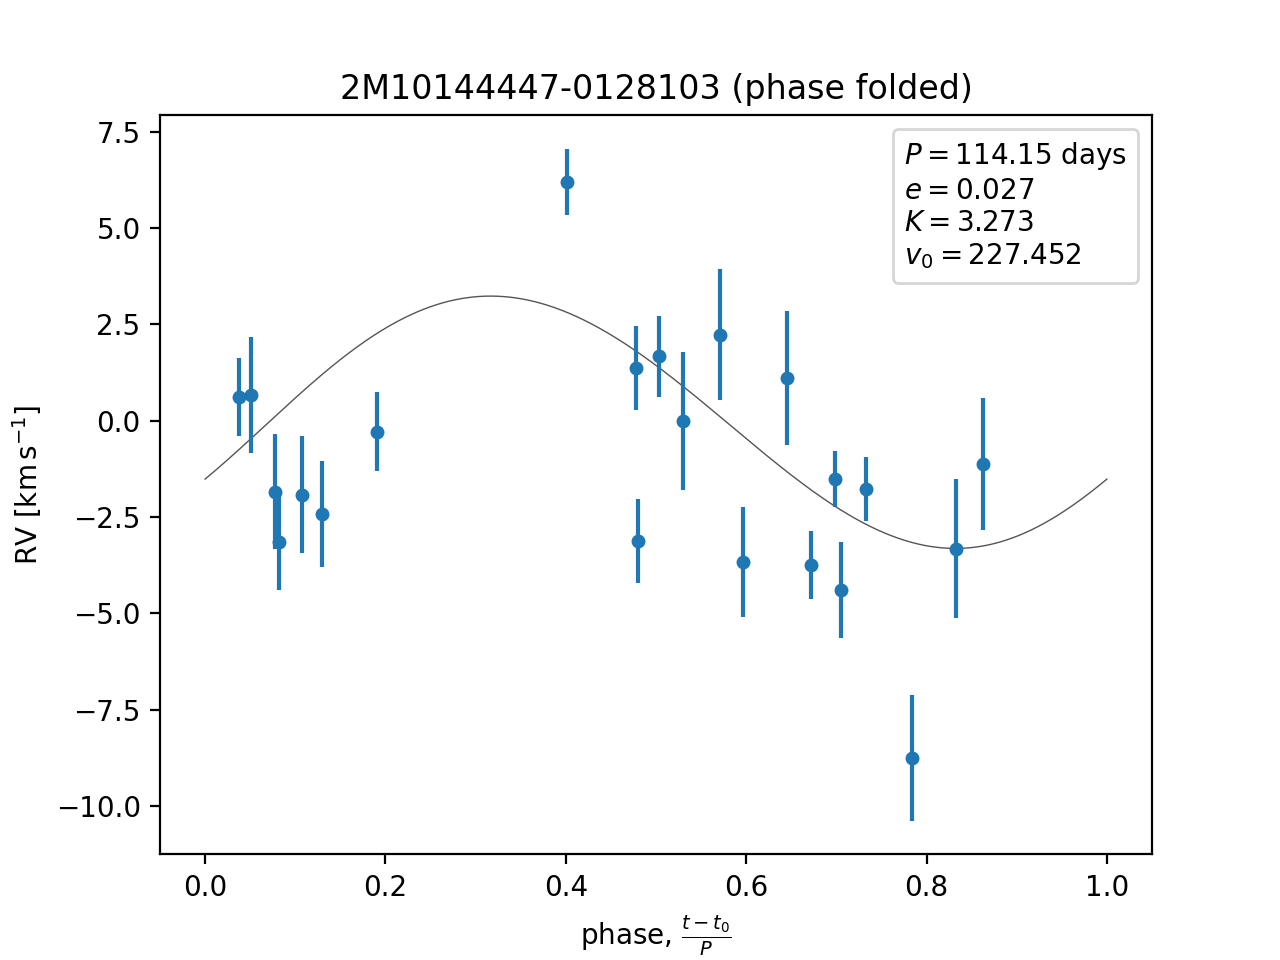 2M10144447-0128103 (phase folded)
P = 114.15 days
e = 0.027
K = 3.273
v₀ = 227.452
RV [km s⁻¹]
7.5
5.0
2.5
0.0
−2.5
−5.0
−7.5
−10.0
0.0 0.2 0.4 0.6 0.8 1.0
phase, (t − t₀)/P